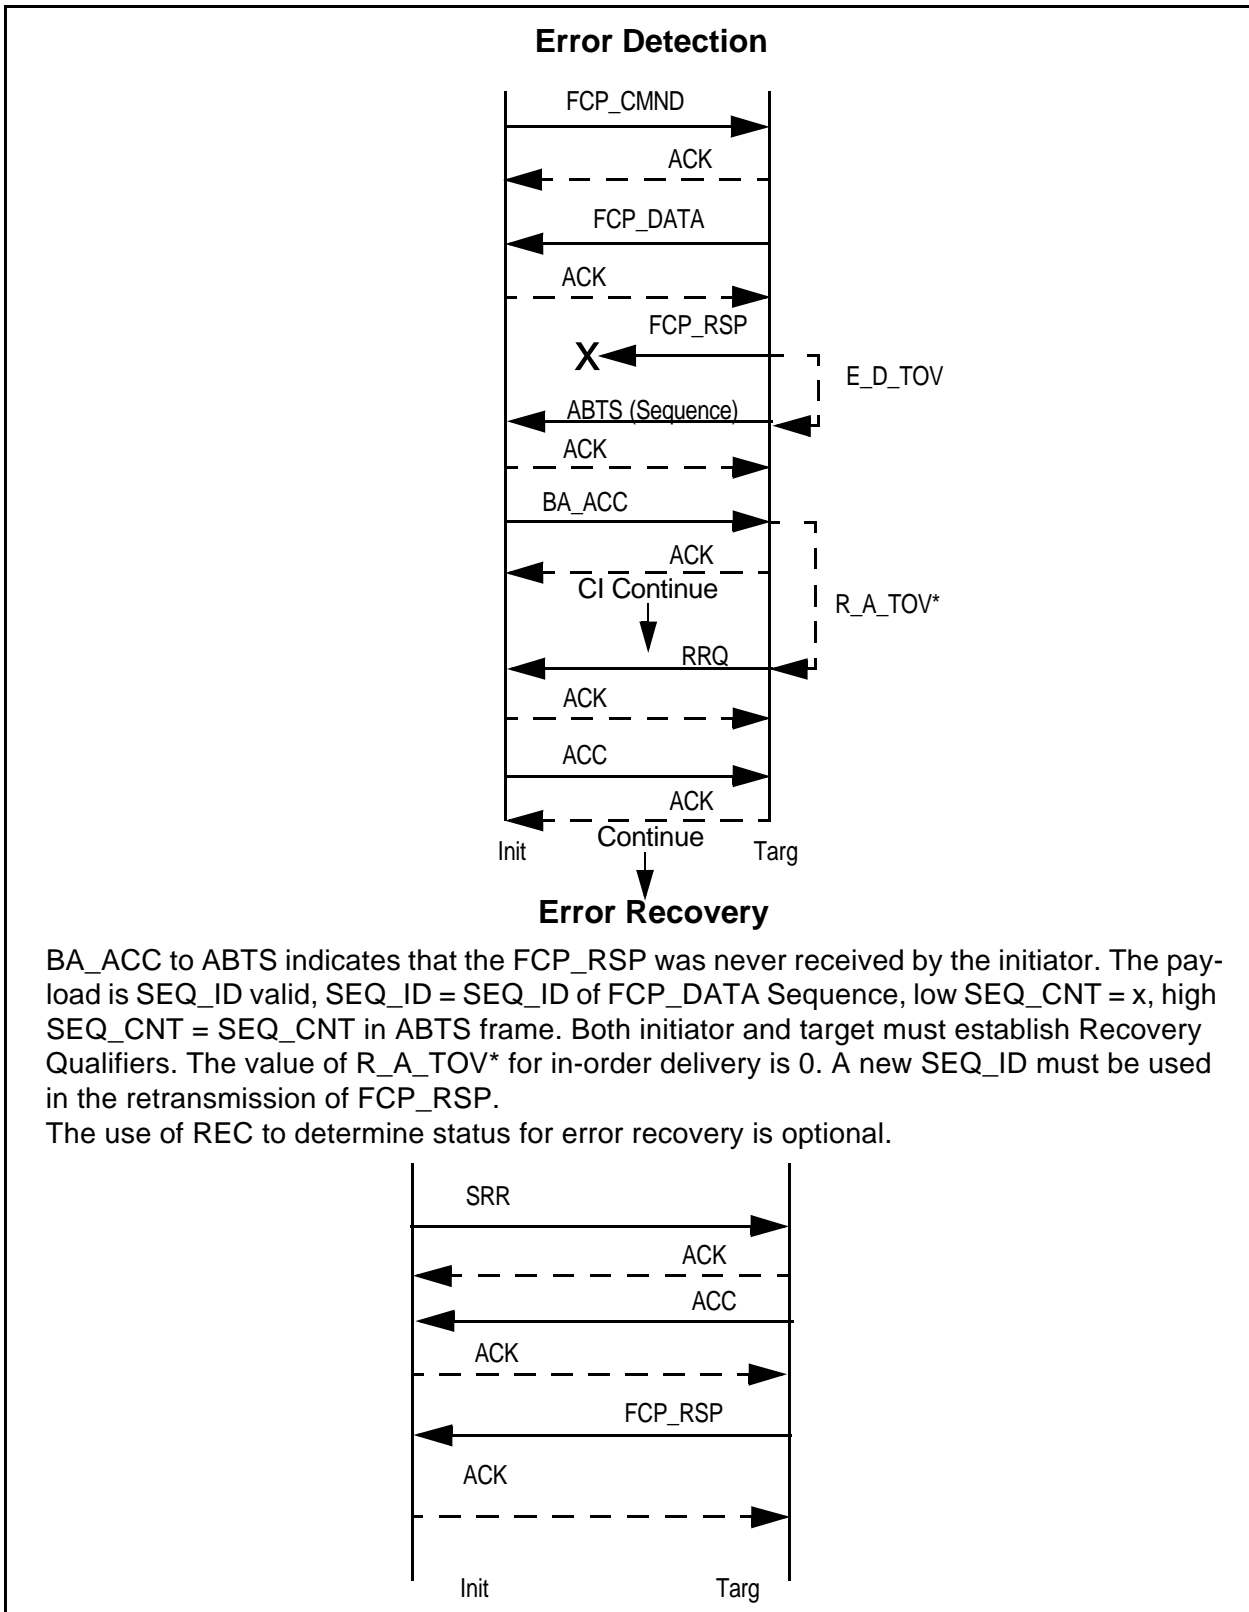 Error Detection
FCP_CMND
ACK
FCP_DATA
ACK
FCP_RSP
X
E_D_TOV
ABTS (Sequence)
ACK
BA_ACC
ACK
CI Continue
R_A_TOV*
RRQ
ACK
ACC
ACK
Continue
Init
Targ
Error Recovery
BA_ACC to ABTS indicates that the FCP_RSP was never received by the initiator. The pay-
load is SEQ_ID valid, SEQ_ID = SEQ_ID of FCP_DATA Sequence, low SEQ_CNT = x, high
SEQ_CNT = SEQ_CNT in ABTS frame. Both initiator and target must establish Recovery
Qualifiers. The value of R_A_TOV* for in-order delivery is 0. A new SEQ_ID must be used
in the retransmission of FCP_RSP.
The use of REC to determine status for error recovery is optional.
SRR
ACK
ACC
ACK
FCP_RSP
ACK
Init
Targ